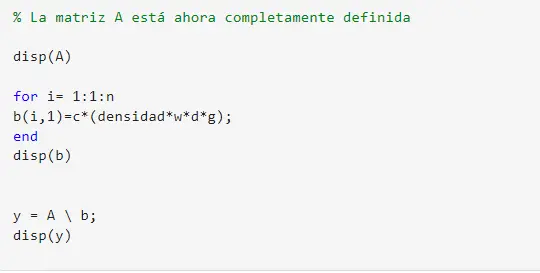 % La matriz A está ahora completamente definida
disp(A)
for i= 1:1:n
b(i,1)=c*(densidad*w*d*g);
end
disp(b)
y = A \ b;
disp(y)